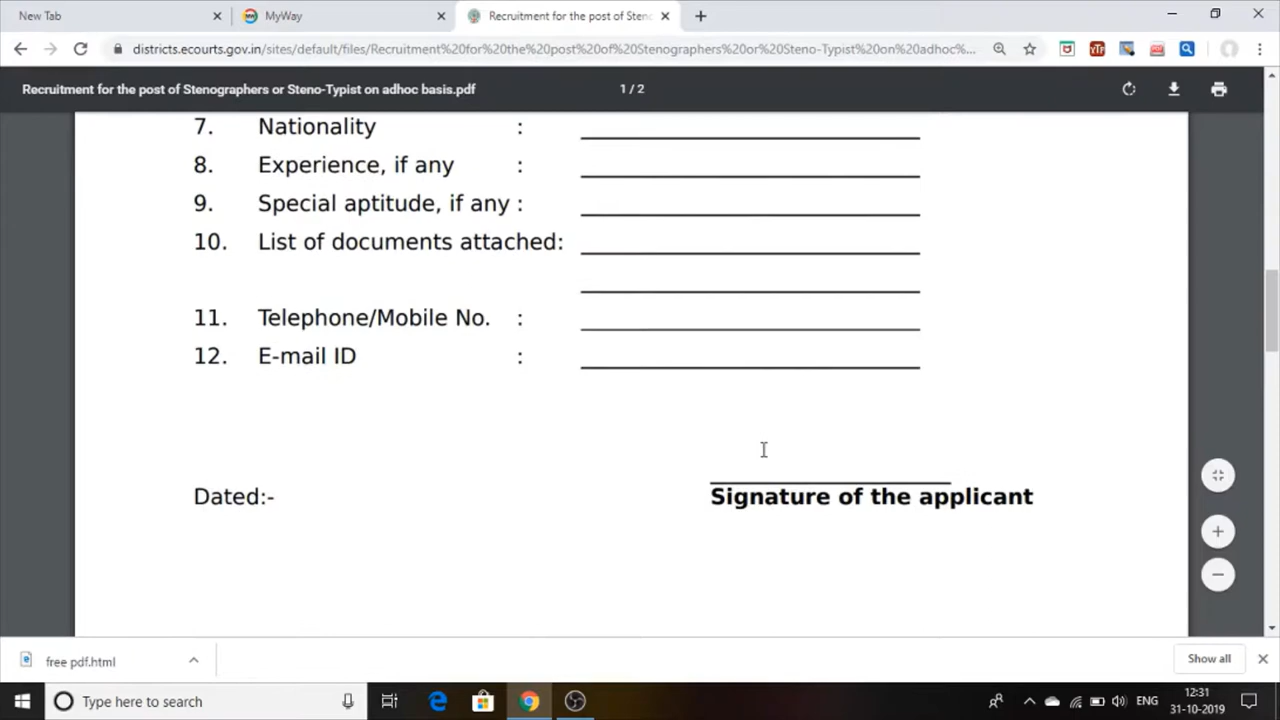 New Tab
MyWay
Recruitment for the post of Steno
districts.ecourts.gov.in/sites/default/files/Recruitment%20for%20the%20post%20of%20Stenographers%20or%20Steno-Typist%20on%20adhoc%...
Recruitment for the post of Stenographers or Steno-Typist on adhoc basis.pdf
1 / 2
7. Nationality :
8. Experience, if any :
9. Special aptitude, if any :
10. List of documents attached:
11. Telephone/Mobile No. :
12. E-mail ID :
Dated:-
Signature of the applicant
free pdf.html
Show all
Type here to search
ENG
12:31
31-10-2019